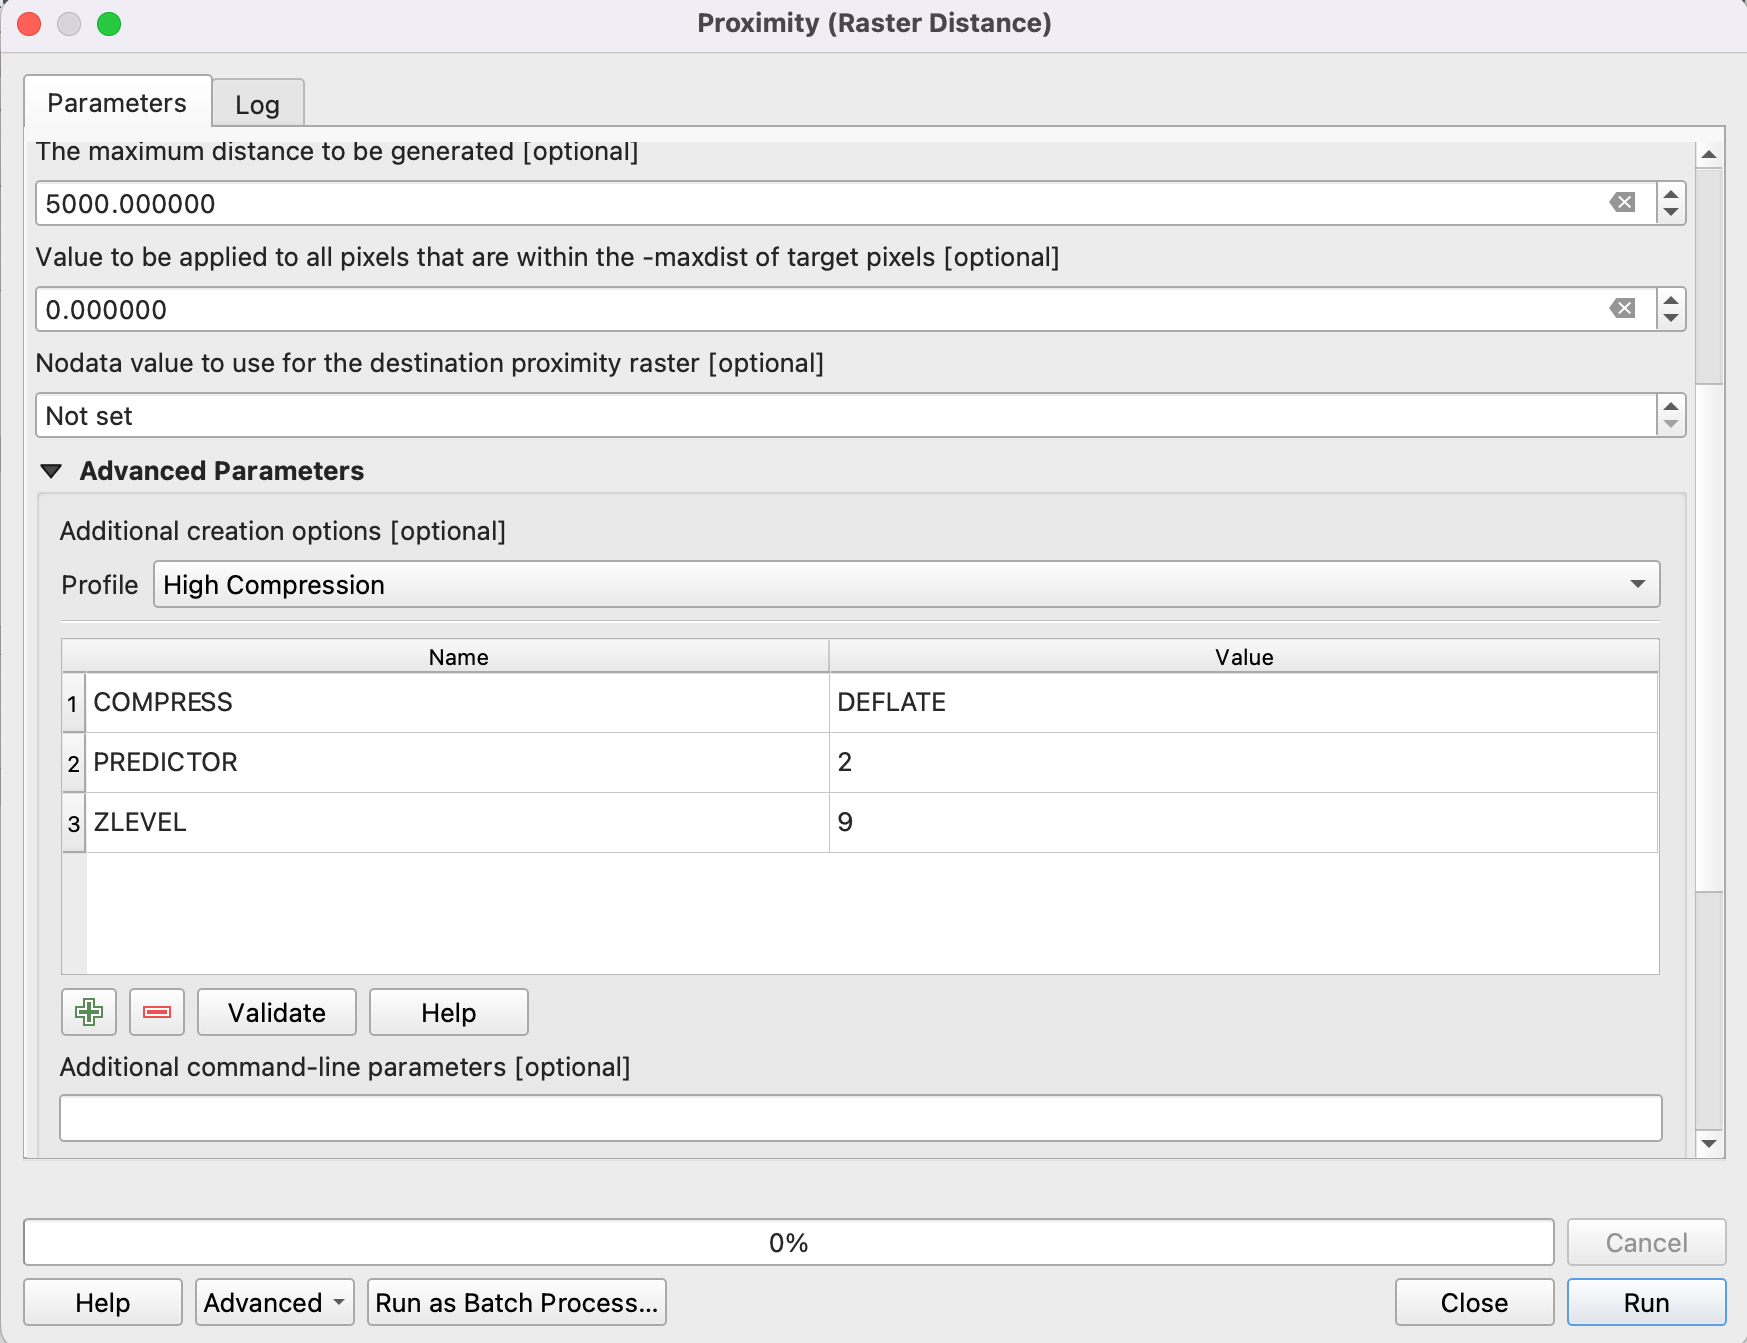 Proximity (Raster Distance)
Parameters
Log
The maximum distance to be generated [optional]
5000.000000
Value to be applied to all pixels that are within the -maxdist of target pixels [optional]
0.000000
Nodata value to use for the destination proximity raster [optional]
Not set
Advanced Parameters
Additional creation options [optional]
Profile High Compression
Name Value
1 COMPRESS DEFLATE
2 PREDICTOR 2
3 ZLEVEL 9
Validate Help
Additional command-line parameters [optional]
0% Cancel
Help Advanced Run as Batch Process... Close Run